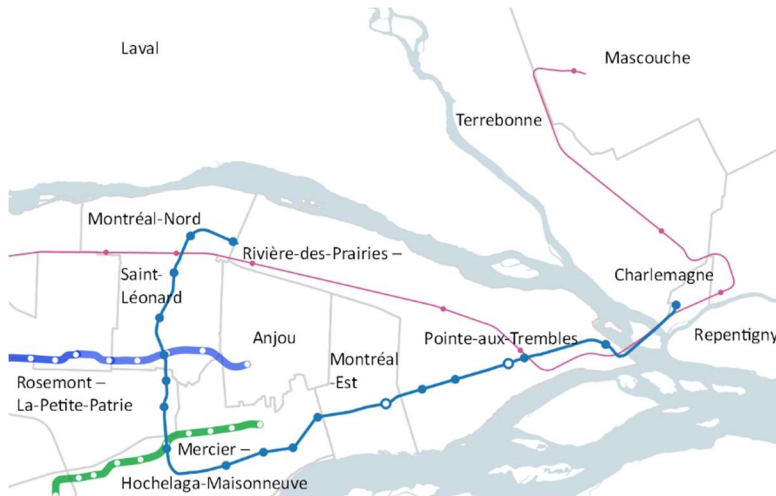 Laval
Mascouche
Terrebonne
Montréal-Nord
Rivière-des-Prairies –
Saint-
Léonard
Charlemagne
Anjou
Pointe-aux-Trembles
Repentigny
Montréal
-Est
Rosemont –
La-Petite-Patrie
Mercier –
Hochelaga-Maisonneuve